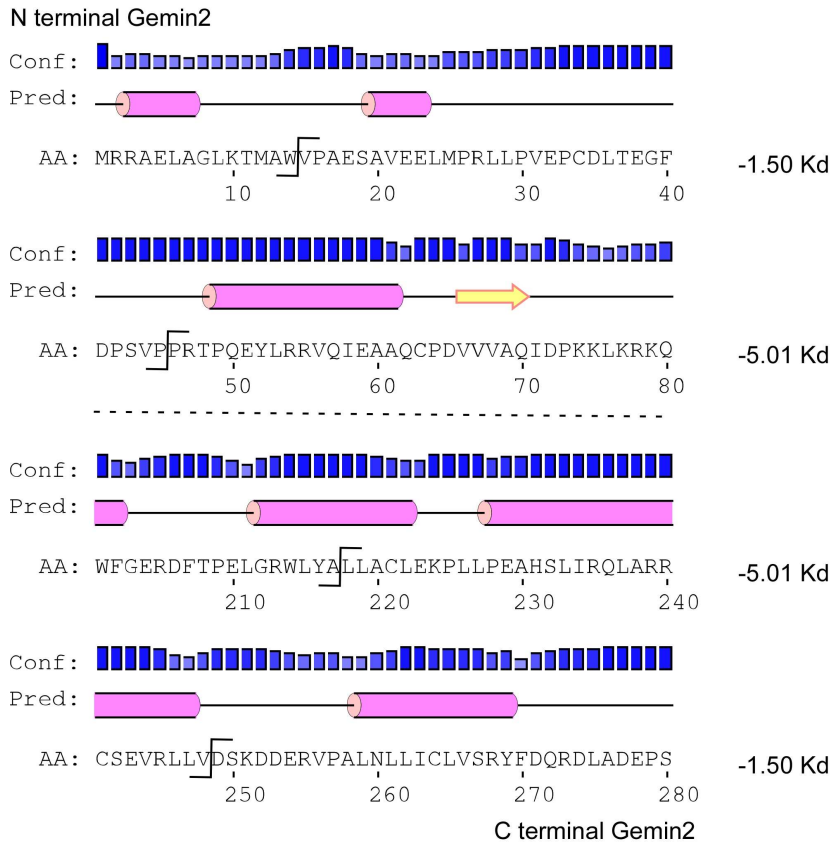 N terminal Gemin2
Conf:
Pred:
AA: MRRAELAGLKTMAWVPAESAVEELMPRLLPVEPCDLTEGF -1.50 Kd
10 20 30 40
Conf:
Pred:
AA: DPSVPPRTPQEYLRRVQIEAAQCPDVVVAQIDPKKLKRKQ -5.01 Kd
50 60 70 80
Conf:
Pred:
AA: WFGERDFTPELGRWLYALLACLEKPLLPEAHSLIRQLARR -5.01 Kd
210 220 230 240
Conf:
Pred:
AA: CSEVRLLVDSKDDERVPALNLLICLVSRYFDQRDLADEPS -1.50 Kd
250 260 270 280
C terminal Gemin2